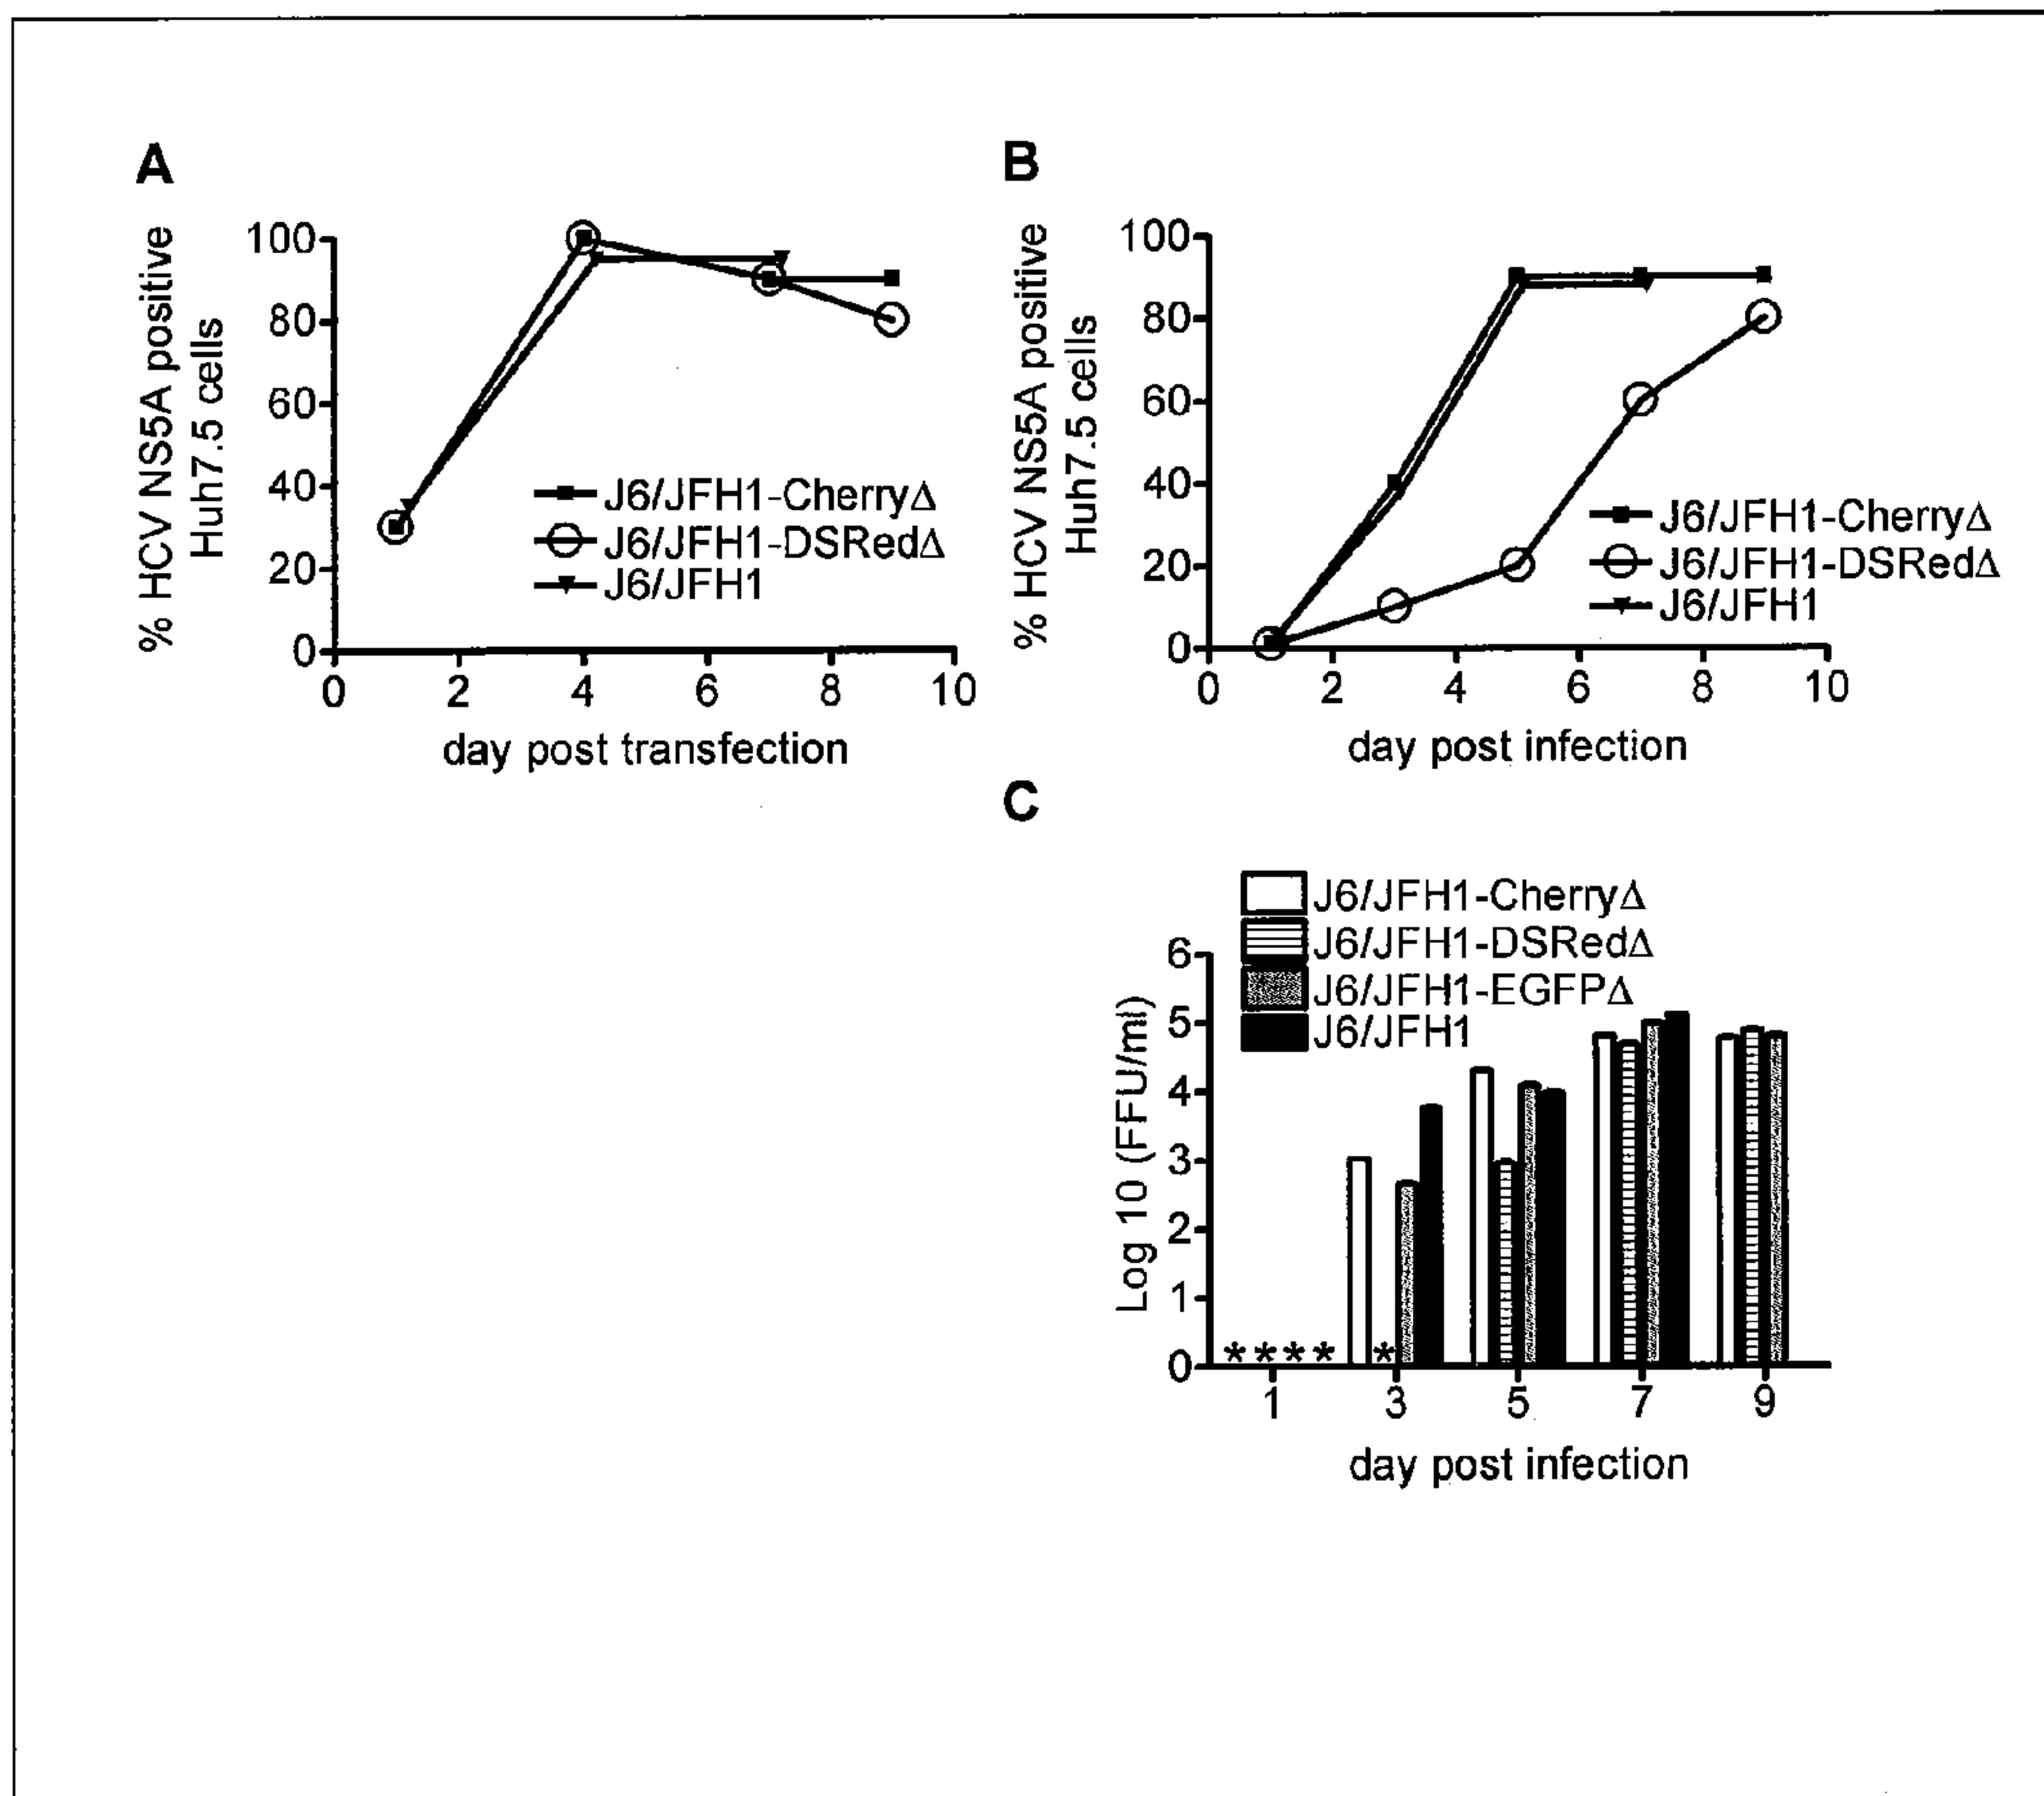 A
% HCV NS5A positive
Huh7.5 cells
100
80
60
40
20
0
J6/JFH1-CherryΔ
J6/JFH1-DSRedΔ
J6/JFH1
0 2 4 6 8 10
day post transfection
B
% HCV NS5A positive
Huh7.5 cells
100
80
60
40
20
0
J6/JFH1-CherryΔ
J6/JFH1-DSRedΔ
J6/JFH1
0 2 4 6 8 10
day post infection
C
J6/JFH1-CherryΔ
J6/JFH1-DSRedΔ
J6/JFH1-EGFPΔ
J6/JFH1
Log 10 (FFU/ml)
6
5
4
3
2
1
0
* * * * *
1 3 5 7 9
day post infection